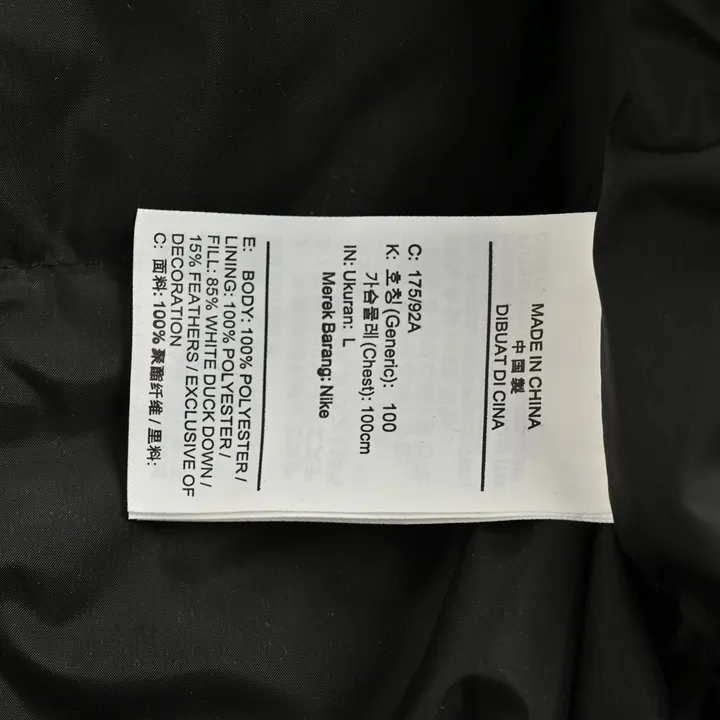 MADE IN CHINA
中 国 製
DIBUAT DI CINA
C: 175/92A
K: 호칭 (Generic): 100
가슴둘레 (Chest): 100cm
IN: Ukuran: L
Merek Barang: Nike
E: BODY: 100% POLYESTER /
LINING: 100% POLYESTER /
FILL: 85% WHITE DUCK DOWN /
15% FEATHERS / EXCLUSIVE OF
DECORATION
C: 面料: 100% 聚酯纤维 / 里料: